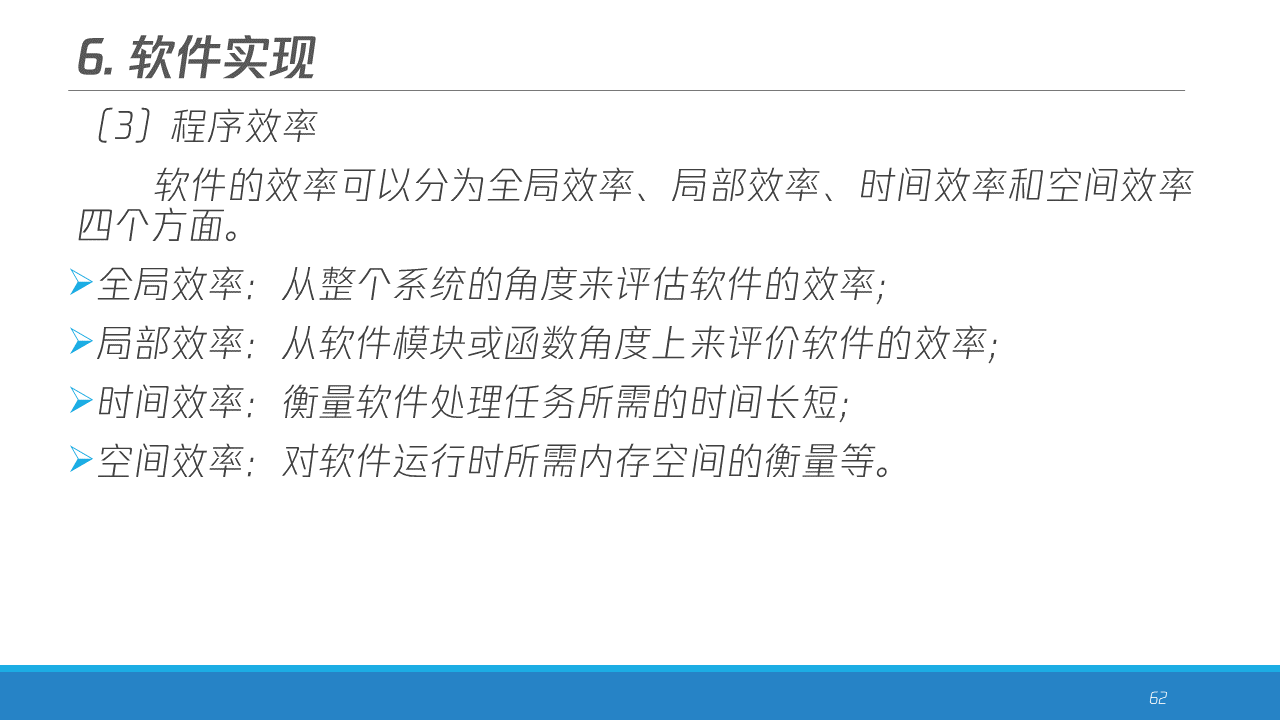 6. 软件实现
（3）程序效率
软件的效率可以分为全局效率、局部效率、时间效率和空间效率
四个方面。
➢全局效率：从整个系统的角度来评估软件的效率；
➢局部效率：从软件模块或函数角度上来评价软件的效率；
➢时间效率：衡量软件处理任务所需的时间长短；
➢空间效率：对软件运行时所需内存空间的衡量等。
62